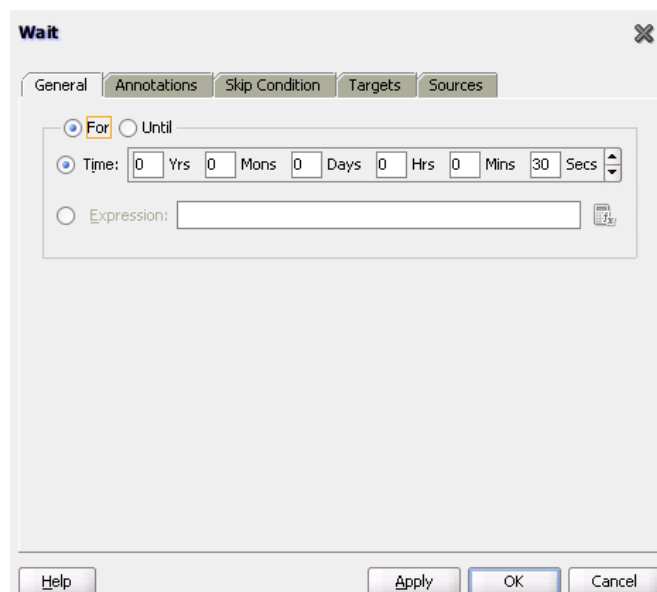 Wait
General Annotations Skip Condition Targets Sources
For Until
Time: 0 Yrs 0 Mons 0 Days 0 Hrs 0 Mins 30 Secs
Expression:
Help Apply OK Cancel